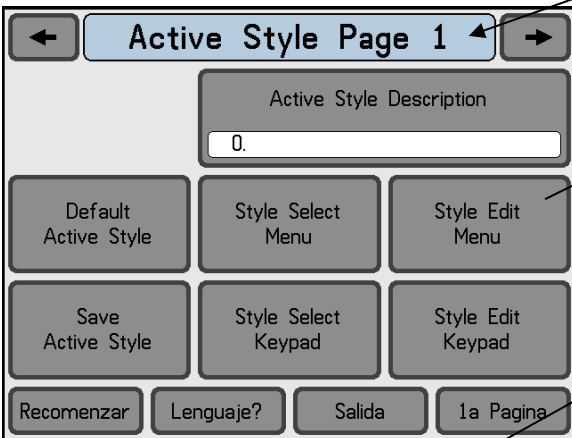 Active Style Page 1
Active Style Description
0.
Default
Active Style
Style Select
Menu
Style Edit
Menu
Save
Active Style
Style Select
Keypad
Style Edit
Keypad
Recomenzar
Lenguaje?
Salida
1a Pagina